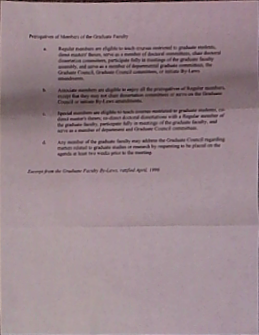 Prerogatives of Members of the Graduate Faculty
a. Regular members are eligible to teach courses restricted to graduate students,
direct masters' theses, serve as a member of doctoral committees, chair doctoral
dissertation committees, participate fully in meetings of the graduate faculty
assembly, and serve as a member of departmental graduate committees, the
Graduate Council, Graduate Council committees, or initiate By-Laws
amendments.
b. Associate members are eligible to enjoy all the prerogatives of Regular members,
except that they may not chair dissertation committees or serve on the Graduate
Council or initiate By-Laws amendments.
c. Special members are eligible to teach courses restricted to graduate students, co-
direct masters theses, co-direct doctoral dissertations with a Regular member of
the graduate faculty, participate fully in meetings of the graduate faculty, and
serve as a member of departmental and Graduate Council committees.
d. Any member of the graduate faculty may address the Graduate Council regarding
matters related to graduate studies or research by requesting to be placed on the
agenda at least two weeks prior to the meeting.
Excerpt from the Graduate Faculty By-Laws, ratified April,